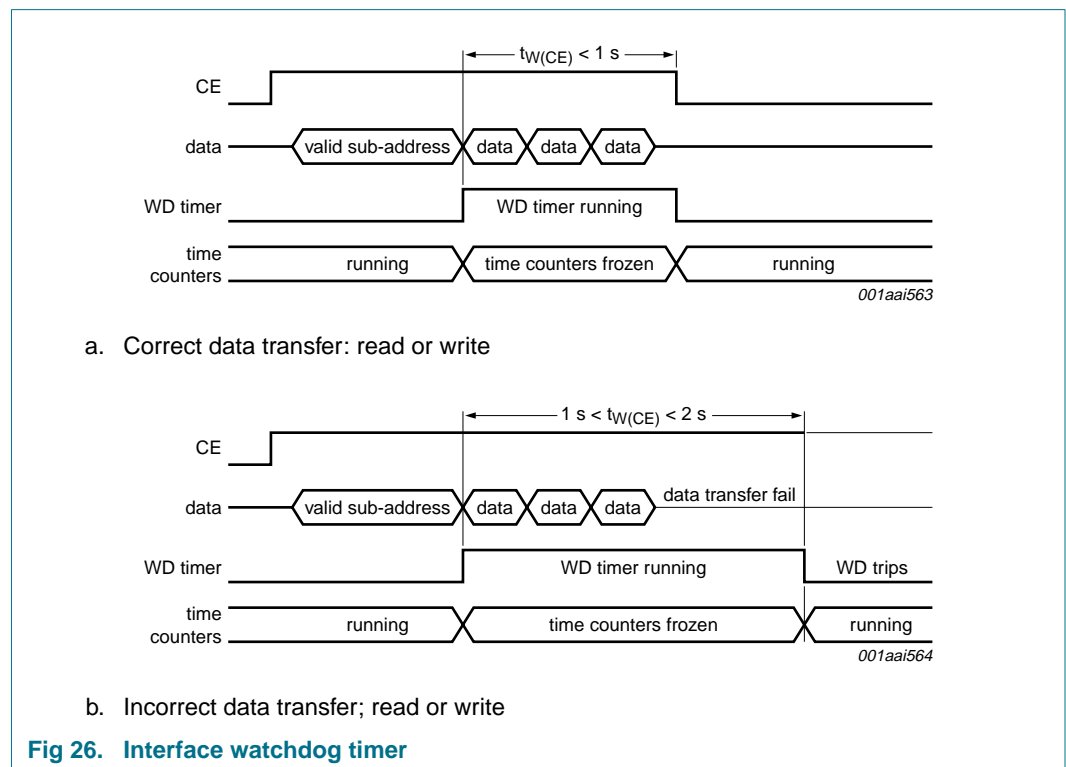 tW(CE) < 1 s
CE
data
valid sub-address
data
data
data
WD timer
WD timer running
time
counters
running
time counters frozen
running
001aai563
a. Correct data transfer: read or write
1 s < tW(CE) < 2 s
CE
data
valid sub-address
data
data
data
data transfer fail
WD timer
WD timer running
WD trips
time
counters
running
time counters frozen
running
001aai564
b. Incorrect data transfer; read or write
Fig 26. Interface watchdog timer